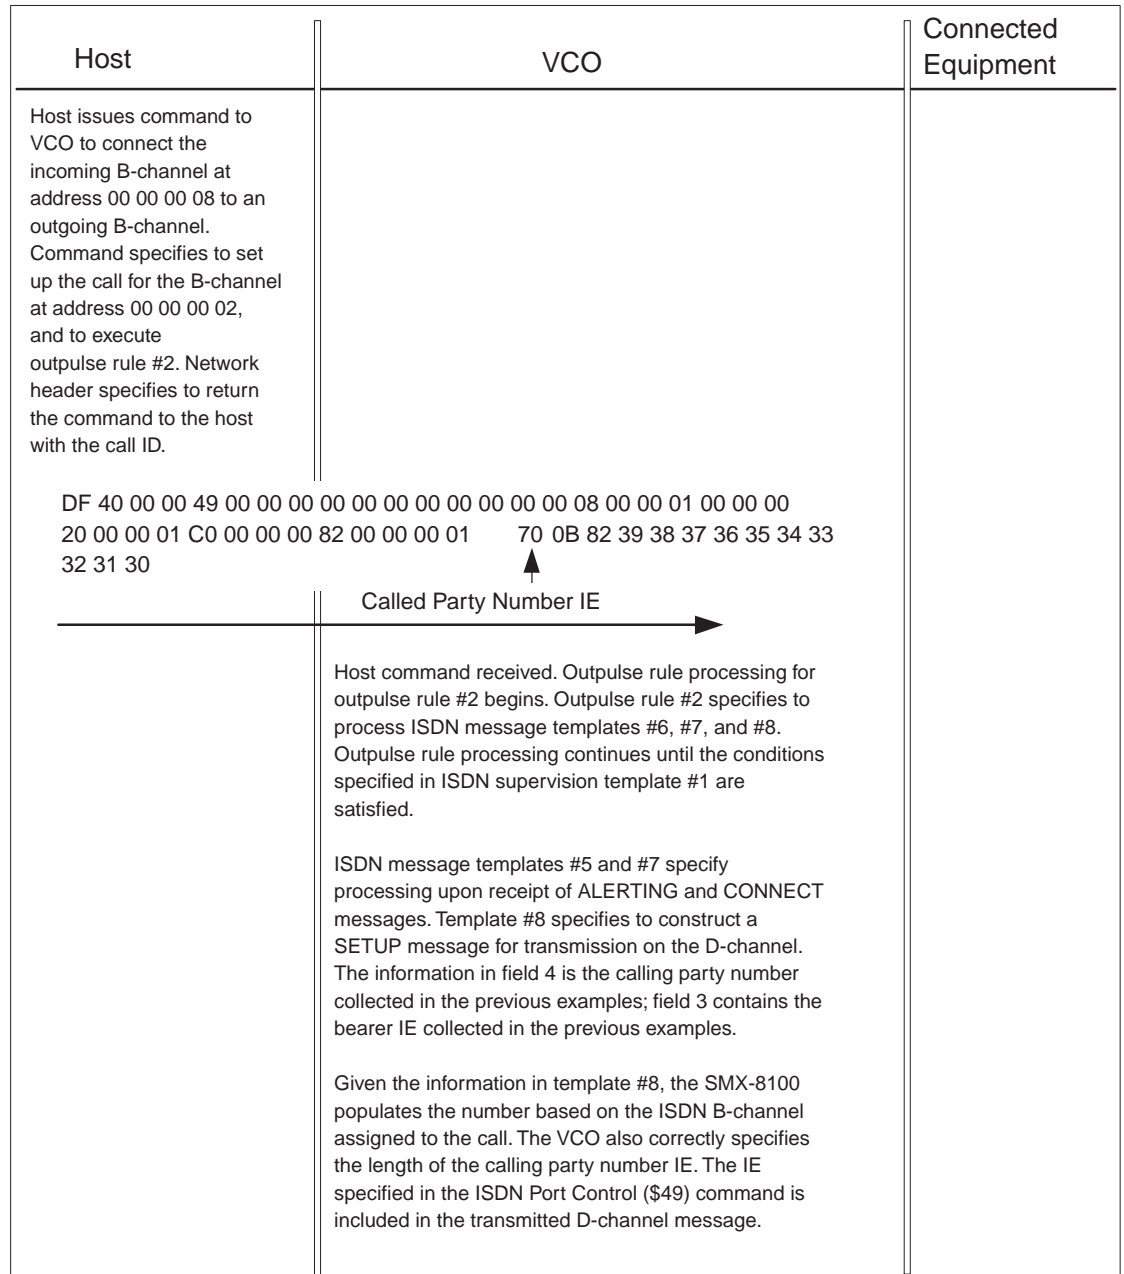 Host
VCO
Connected
Equipment
Host issues command to
VCO to connect the
incoming B-channel at
address 00 00 00 08 to an
outgoing B-channel.
Command specifies to set
up the call for the B-channel
at address 00 00 00 02,
and to execute
outpulse rule #2. Network
header specifies to return
the command to the host
with the call ID.
DF 40 00 00 49 00 00 00 00 00 00 00 00 00 00 08 00 00 01 00 00 00
20 00 00 01 C0 00 00 00 82 00 00 00 01 70 0B 82 39 38 37 36 35 34 33
32 31 30
Called Party Number IE
Host command received. Outpulse rule processing for
outpulse rule #2 begins. Outpulse rule #2 specifies to
process ISDN message templates #6, #7, and #8.
Outpulse rule processing continues until the conditions
specified in ISDN supervision template #1 are
satisfied.
ISDN message templates #5 and #7 specify
processing upon receipt of ALERTING and CONNECT
messages. Template #8 specifies to construct a
SETUP message for transmission on the D-channel.
The information in field 4 is the calling party number
collected in the previous examples; field 3 contains the
bearer IE collected in the previous examples.
Given the information in template #8, the SMX-8100
populates the number based on the ISDN B-channel
assigned to the call. The VCO also correctly specifies
the length of the calling party number IE. The IE
specified in the ISDN Port Control ($49) command is
included in the transmitted D-channel message.